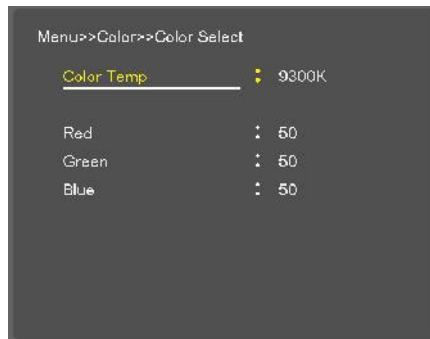 Menu>>Color>>Color Select
Color Temp : 9300K
Red : 50
Green : 50
Blue : 50